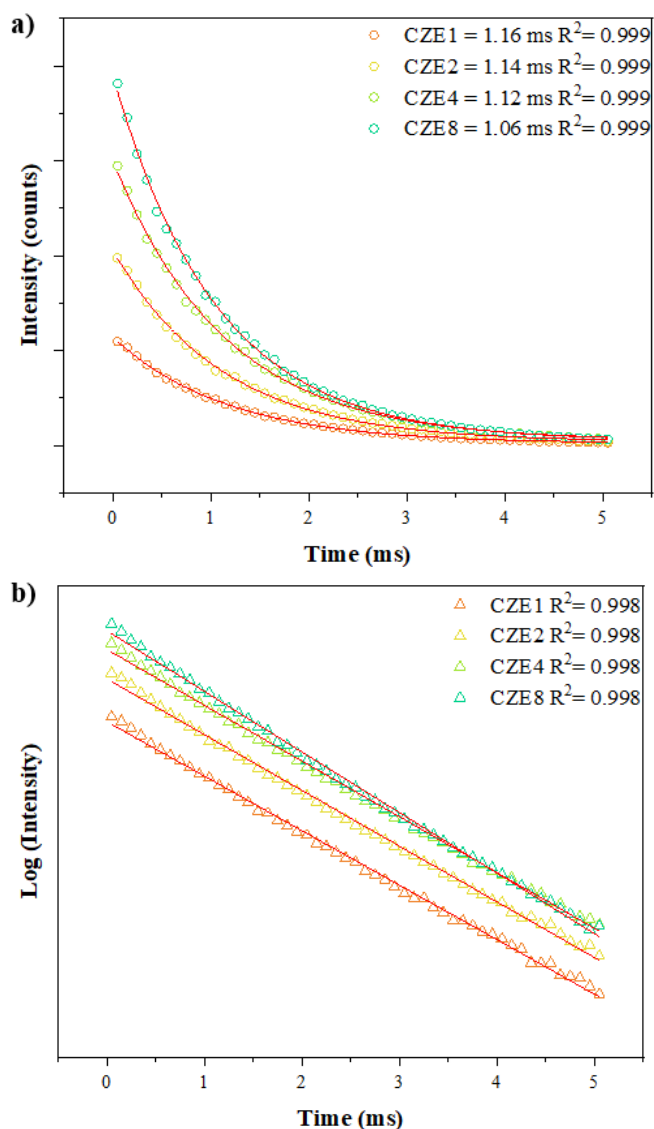 a)
CZE1 = 1.16 ms R²= 0.999
CZE2 = 1.14 ms R²= 0.999
CZE4 = 1.12 ms R²= 0.999
CZE8 = 1.06 ms R²= 0.999
Intensity (counts)
0 1 2 3 4 5
Time (ms)
b)
CZE1 R²= 0.998
CZE2 R²= 0.998
CZE4 R²= 0.998
CZE8 R²= 0.998
Log (Intensity)
0 1 2 3 4 5
Time (ms)